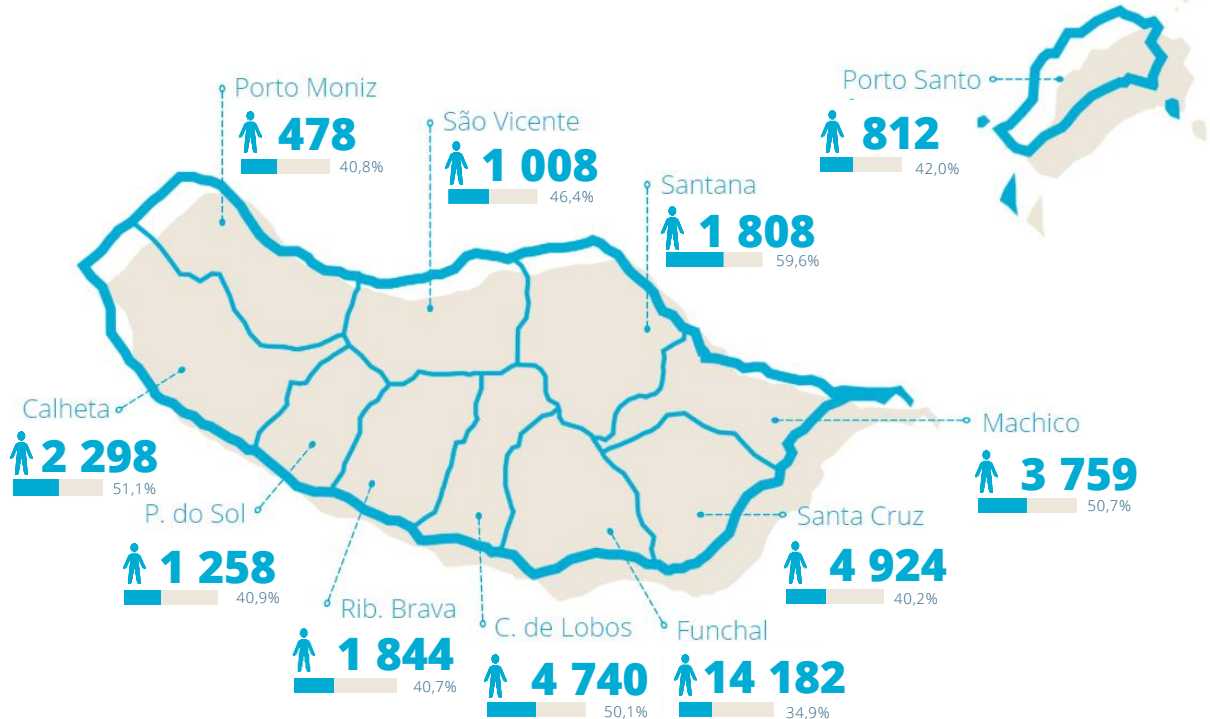 Porto Moniz
478
40,8%
São Vicente
1 008
46,4%
Santana
1 808
59,6%
Porto Santo
812
42,0%
Calheta
2 298
51,1%
P. do Sol
1 258
40,9%
Rib. Brava
1 844
40,7%
C. de Lobos
4 740
50,1%
Funchal
14 182
34,9%
Santa Cruz
4 924
40,2%
Machico
3 759
50,7%